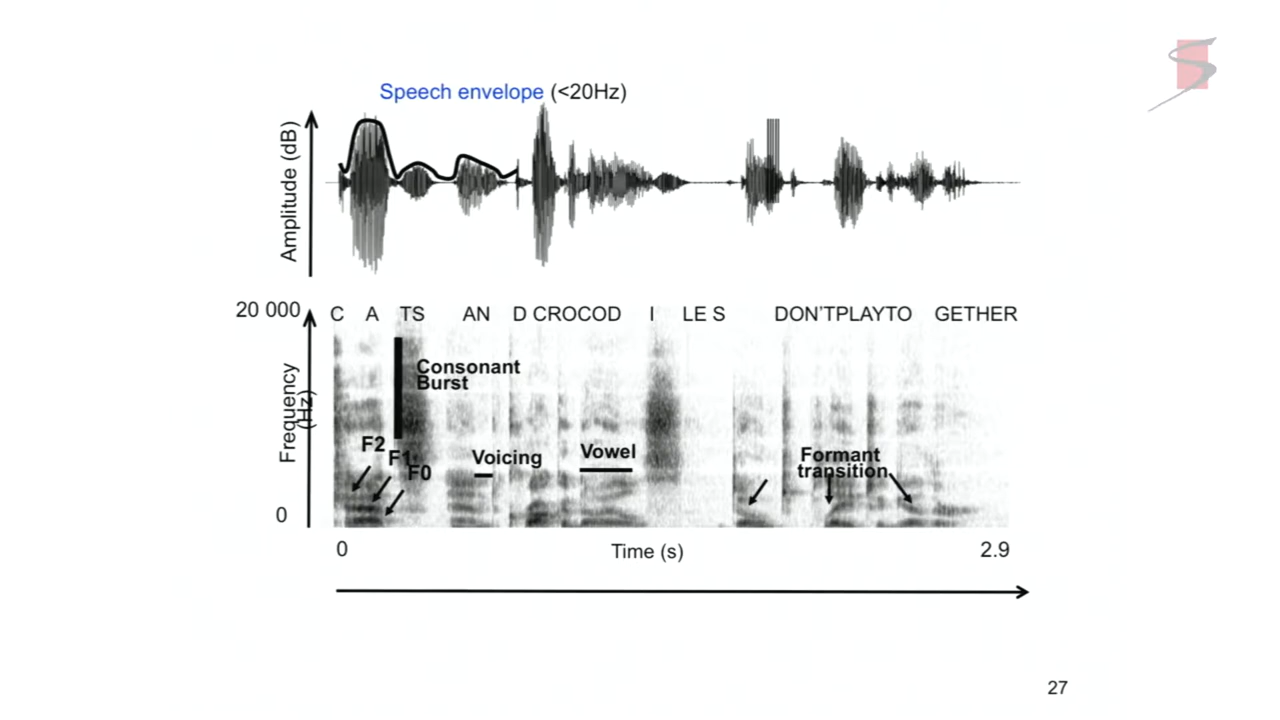 Speech envelope (<20Hz)
Amplitude (dB)
20 000
C A TS AN D CROCOD I LE S DON'TPLAYTO GETHER
Frequency
(Hz)
Consonant
Burst
F2
F1
F0
Voicing
Vowel
Formant
transition
0
0
Time (s)
2.9
27